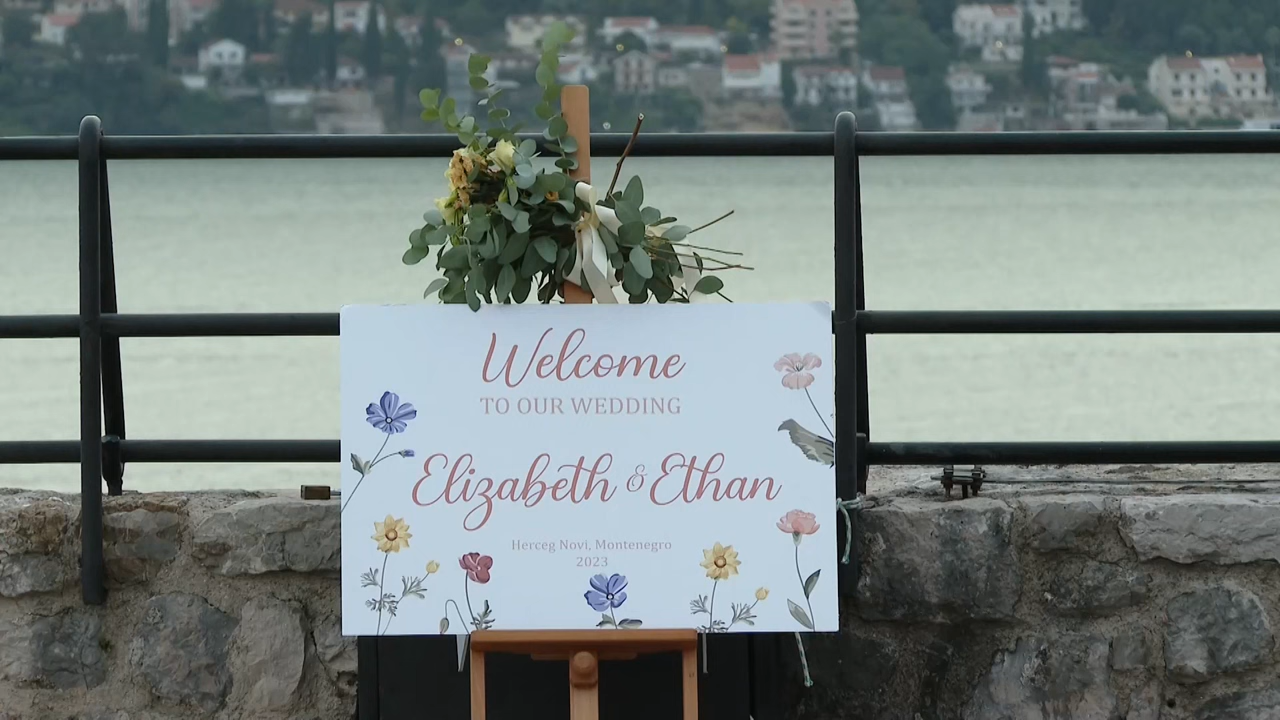 Welcome
TO OUR WEDDING
Elizabeth & Ethan
Herceg Novi, Montenegro
2023